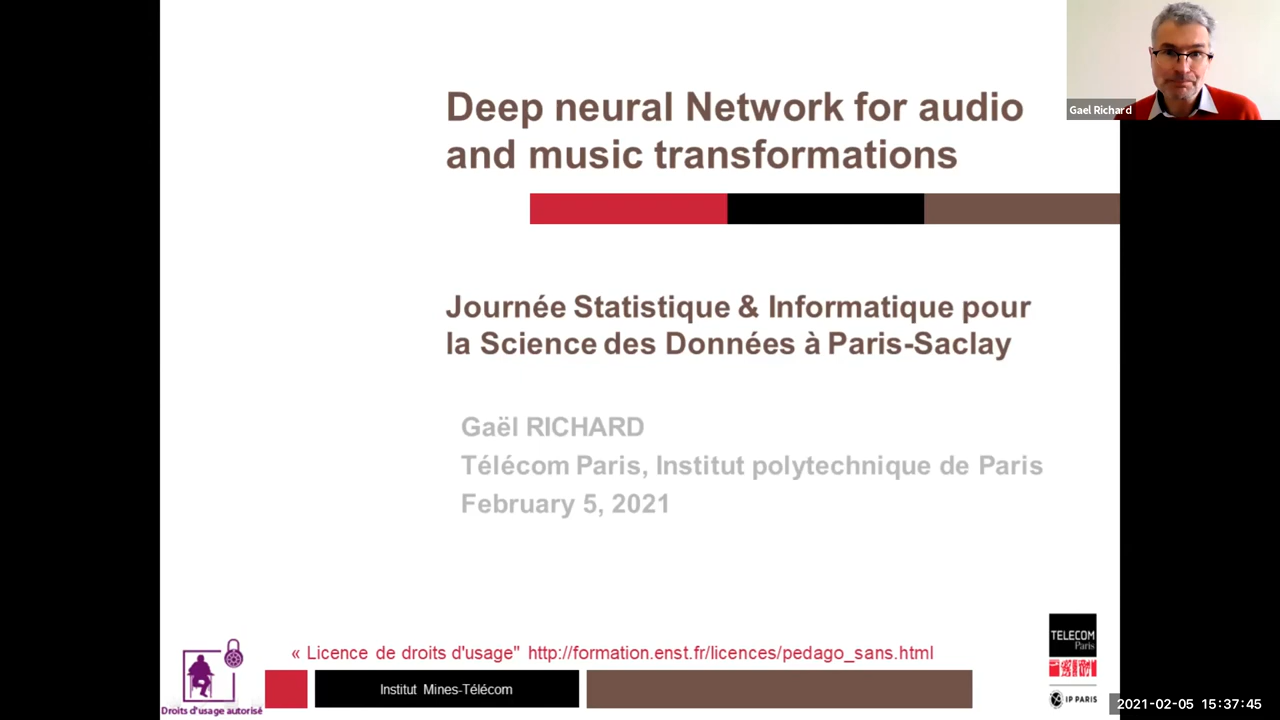 Deep neural Network for audio
and music transformations
Gael Richard
Journée Statistique & Informatique pour
la Science des Données à Paris-Saclay
Gaël RICHARD
Télécom Paris, Institut polytechnique de Paris
February 5, 2021
« Licence de droits d'usage" http://formation.enst.fr/licences/pedago_sans.html
Institut Mines-Télécom
Droits d'usage autorisé
TELECOM
Paris
IP PARIS
2021-02-05 15:37:45